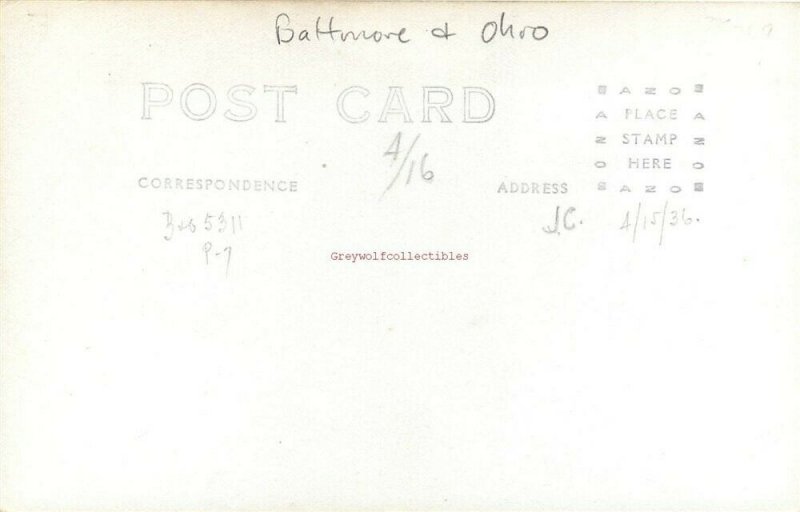 Baltimore & Ohio
POST CARD
AZO
A PLACE A
N STAMP N
O HERE O
AZO
4/16
CORRESPONDENCE
ADDRESS
B&O 5311
P-7
J.C. 4/15/36.
Greywolfcollectibles